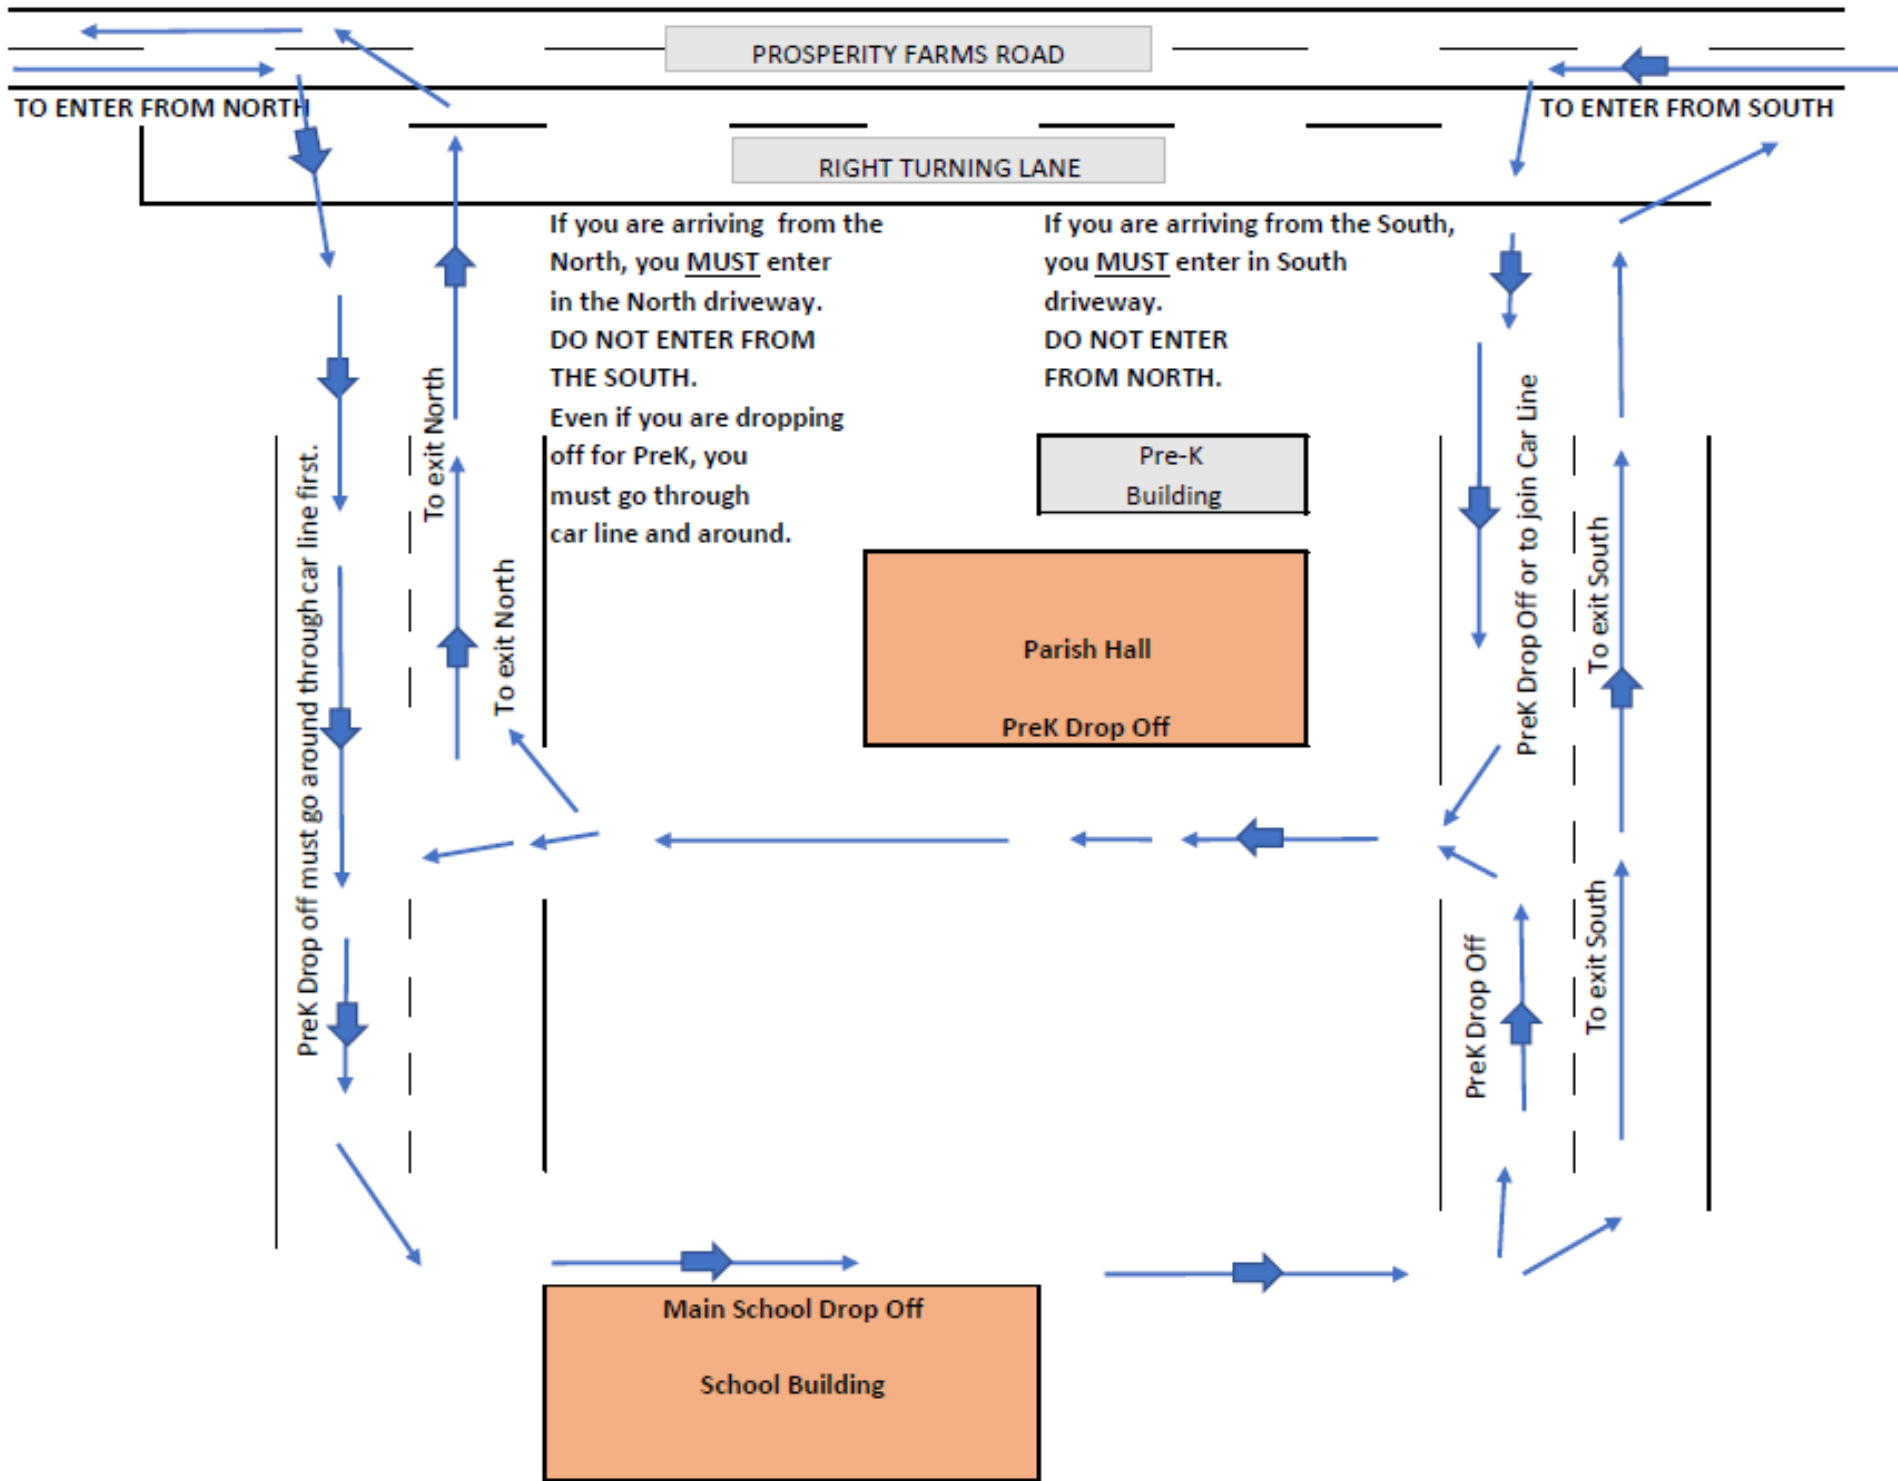 PROSPERITY FARMS ROAD
TO ENTER FROM NORTH
TO ENTER FROM SOUTH
RIGHT TURNING LANE
If you are arriving from the
North, you MUST enter
in the North driveway.
DO NOT ENTER FROM
THE SOUTH.
Even if you are dropping
off for PreK, you
must go through
car line and around.
If you are arriving from the South,
you MUST enter in South
driveway.
DO NOT ENTER
FROM NORTH.
Pre-K
Building
Parish Hall
PreK Drop Off
PreK Drop off must go around through car line first.
To exit North
To exit North
PreK Drop Off or to join Car Line
To exit South
PreK Drop Off
To exit South
Main School Drop Off
School Building